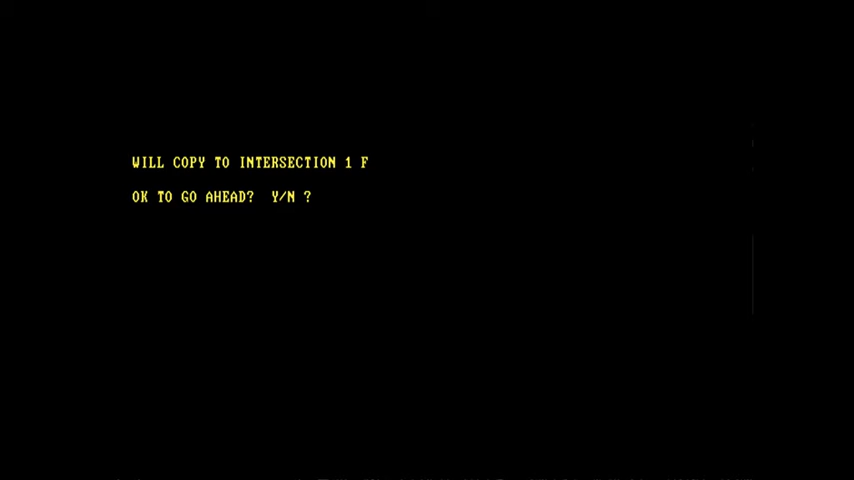 WILL COPY TO INTERSECTION 1 F
OK TO GO AHEAD?  Y/N ?